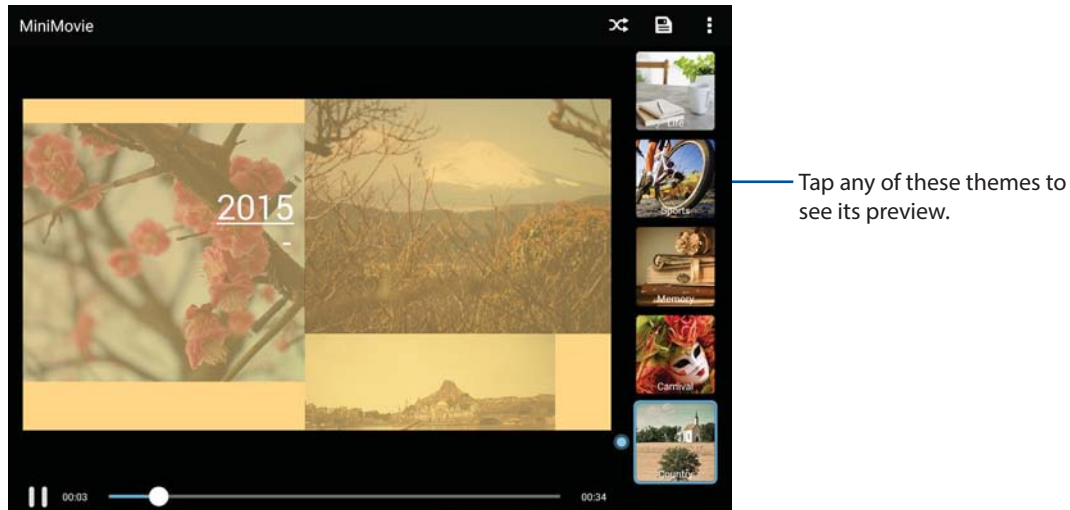 MiniMovie
2015
-
Life
Sports
Memory
Carnival
Country
00:03
00:34
Tap any of these themes to
see its preview.